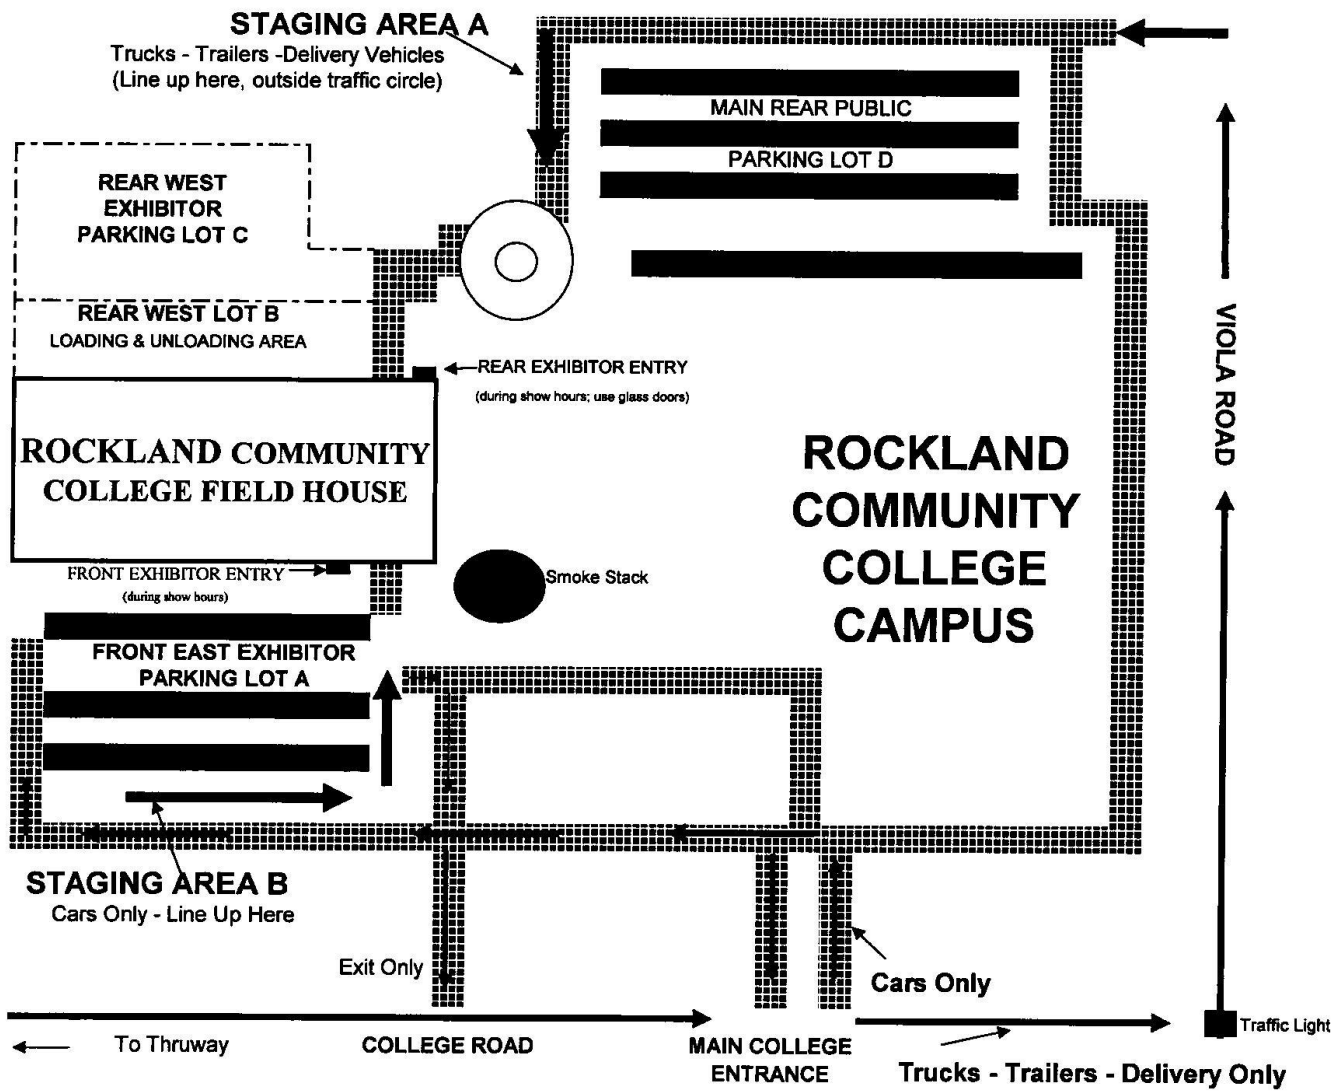 STAGING AREA A
Trucks - Trailers -Delivery Vehicles
(Line up here, outside traffic circle)
MAIN REAR PUBLIC
PARKING LOT D
REAR WEST
EXHIBITOR
PARKING LOT C
REAR WEST LOT B
LOADING & UNLOADING AREA
REAR EXHIBITOR ENTRY
(during show hours; use glass doors)
VIOLA ROAD
ROCKLAND COMMUNITY
COLLEGE FIELD HOUSE
ROCKLAND
COMMUNITY
COLLEGE
CAMPUS
FRONT EXHIBITOR ENTRY
(during show hours)
Smoke Stack
FRONT EAST EXHIBITOR
PARKING LOT A
STAGING AREA B
Cars Only - Line Up Here
Exit Only
Cars Only
Traffic Light
To Thruway
COLLEGE ROAD
MAIN COLLEGE
ENTRANCE
Trucks - Trailers - Delivery Only